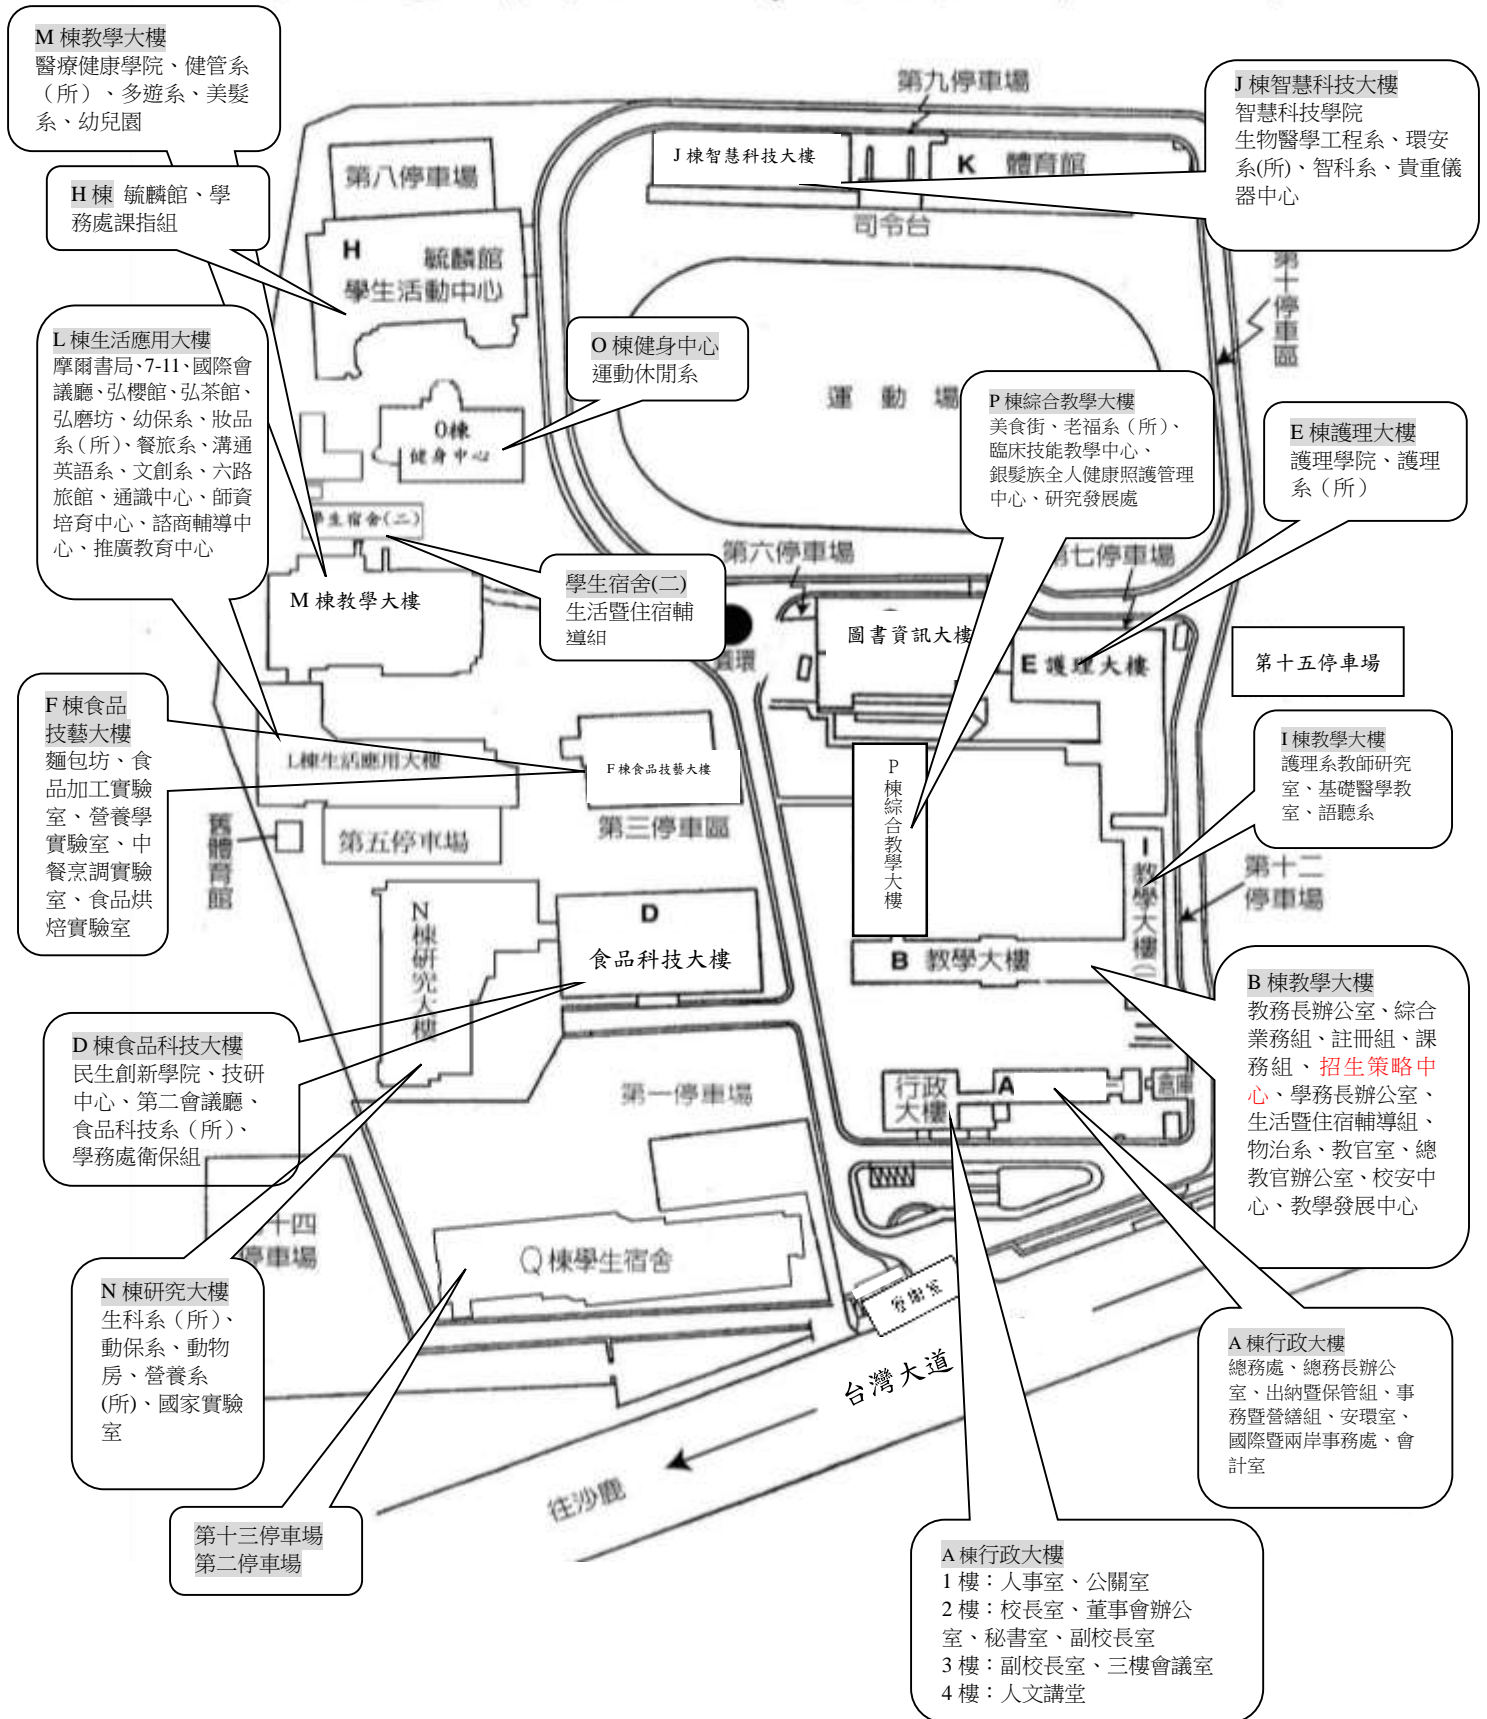 M 棟教學大樓
醫療健康學院、健管系
（所）、多遊系、美髮
系、幼兒園
第九停車場
J 棟智慧科技大樓
智慧科技學院
生物醫學工程系、環安
系(所)、智科系、貴重儀
器中心
J 棟智慧科技大樓
K 體育館
司令台
第八停車場
H 棟 毓麟館、學
務處課指組
H 毓麟館
學生活動中心
第十停車區
L 棟生活應用大樓
摩爾書局、7-11、國際會
議廳、弘櫻館、弘茶館、
弘磨坊、幼保系、妝品
系（所）、餐旅系、溝通
英語系、文創系、六路
旅館、通識中心、師資
培育中心、諮商輔導中
心、推廣教育中心
O 棟健身中心
運動休閒系
運動場
P 棟綜合教學大樓
美食街、老福系（所）、
臨床技能教學中心、
銀髮族全人健康照護管理
中心、研究發展處
E 棟護理大樓
護理學院、護理
系（所）
O棟
健身中心
學生宿舍(二)
第六停車場
七停車場
學生宿舍(二)
生活暨住宿輔
導組
M 棟教學大樓
圓環
圖書資訊大樓
E 護理大樓
第十五停車場
F 棟食品
技藝大樓
麵包坊、食
品加工實驗
室、營養學
實驗室、中
餐烹調實驗
室、食品烘
焙實驗室
L棟生活應用大樓
F 棟食品技藝大樓
P棟綜合教學大樓
I 棟教學大樓
護理系教師研究
室、基礎醫學教
室、語聽系
舊體育館
第五停車場
第三停車區
I 教學大樓(一)
第十二
停車場
N棟研究大樓
D
食品科技大樓
B 教學大樓
B 棟教學大樓
教務長辦公室、綜合
業務組、註冊組、課
務組、招生策略中
心、學務長辦公室、
生活暨住宿輔導組、
物治系、教官室、總
教官辦公室、校安中
心、教學發展中心
D 棟食品科技大樓
民生創新學院、技研
中心、第二會議廳、
食品科技系（所）、
學務處衛保組
第一停車場
行政
大樓
A
倉庫
十四
停車場
Q棟學生宿舍
N 棟研究大樓
生科系（所）、
動保系、動物
房、營養系
(所)、國家實驗
室
警衛室
台灣大道
A 棟行政大樓
總務處、總務長辦公
室、出納暨保管組、事
務暨營繕組、安環室、
國際暨兩岸事務處、會
計室
往沙鹿
第十三停車場
第二停車場
A 棟行政大樓
1 樓：人事室、公關室
2 樓：校長室、董事會辦公
室、秘書室、副校長室
3 樓：副校長室、三樓會議室
4 樓：人文講堂